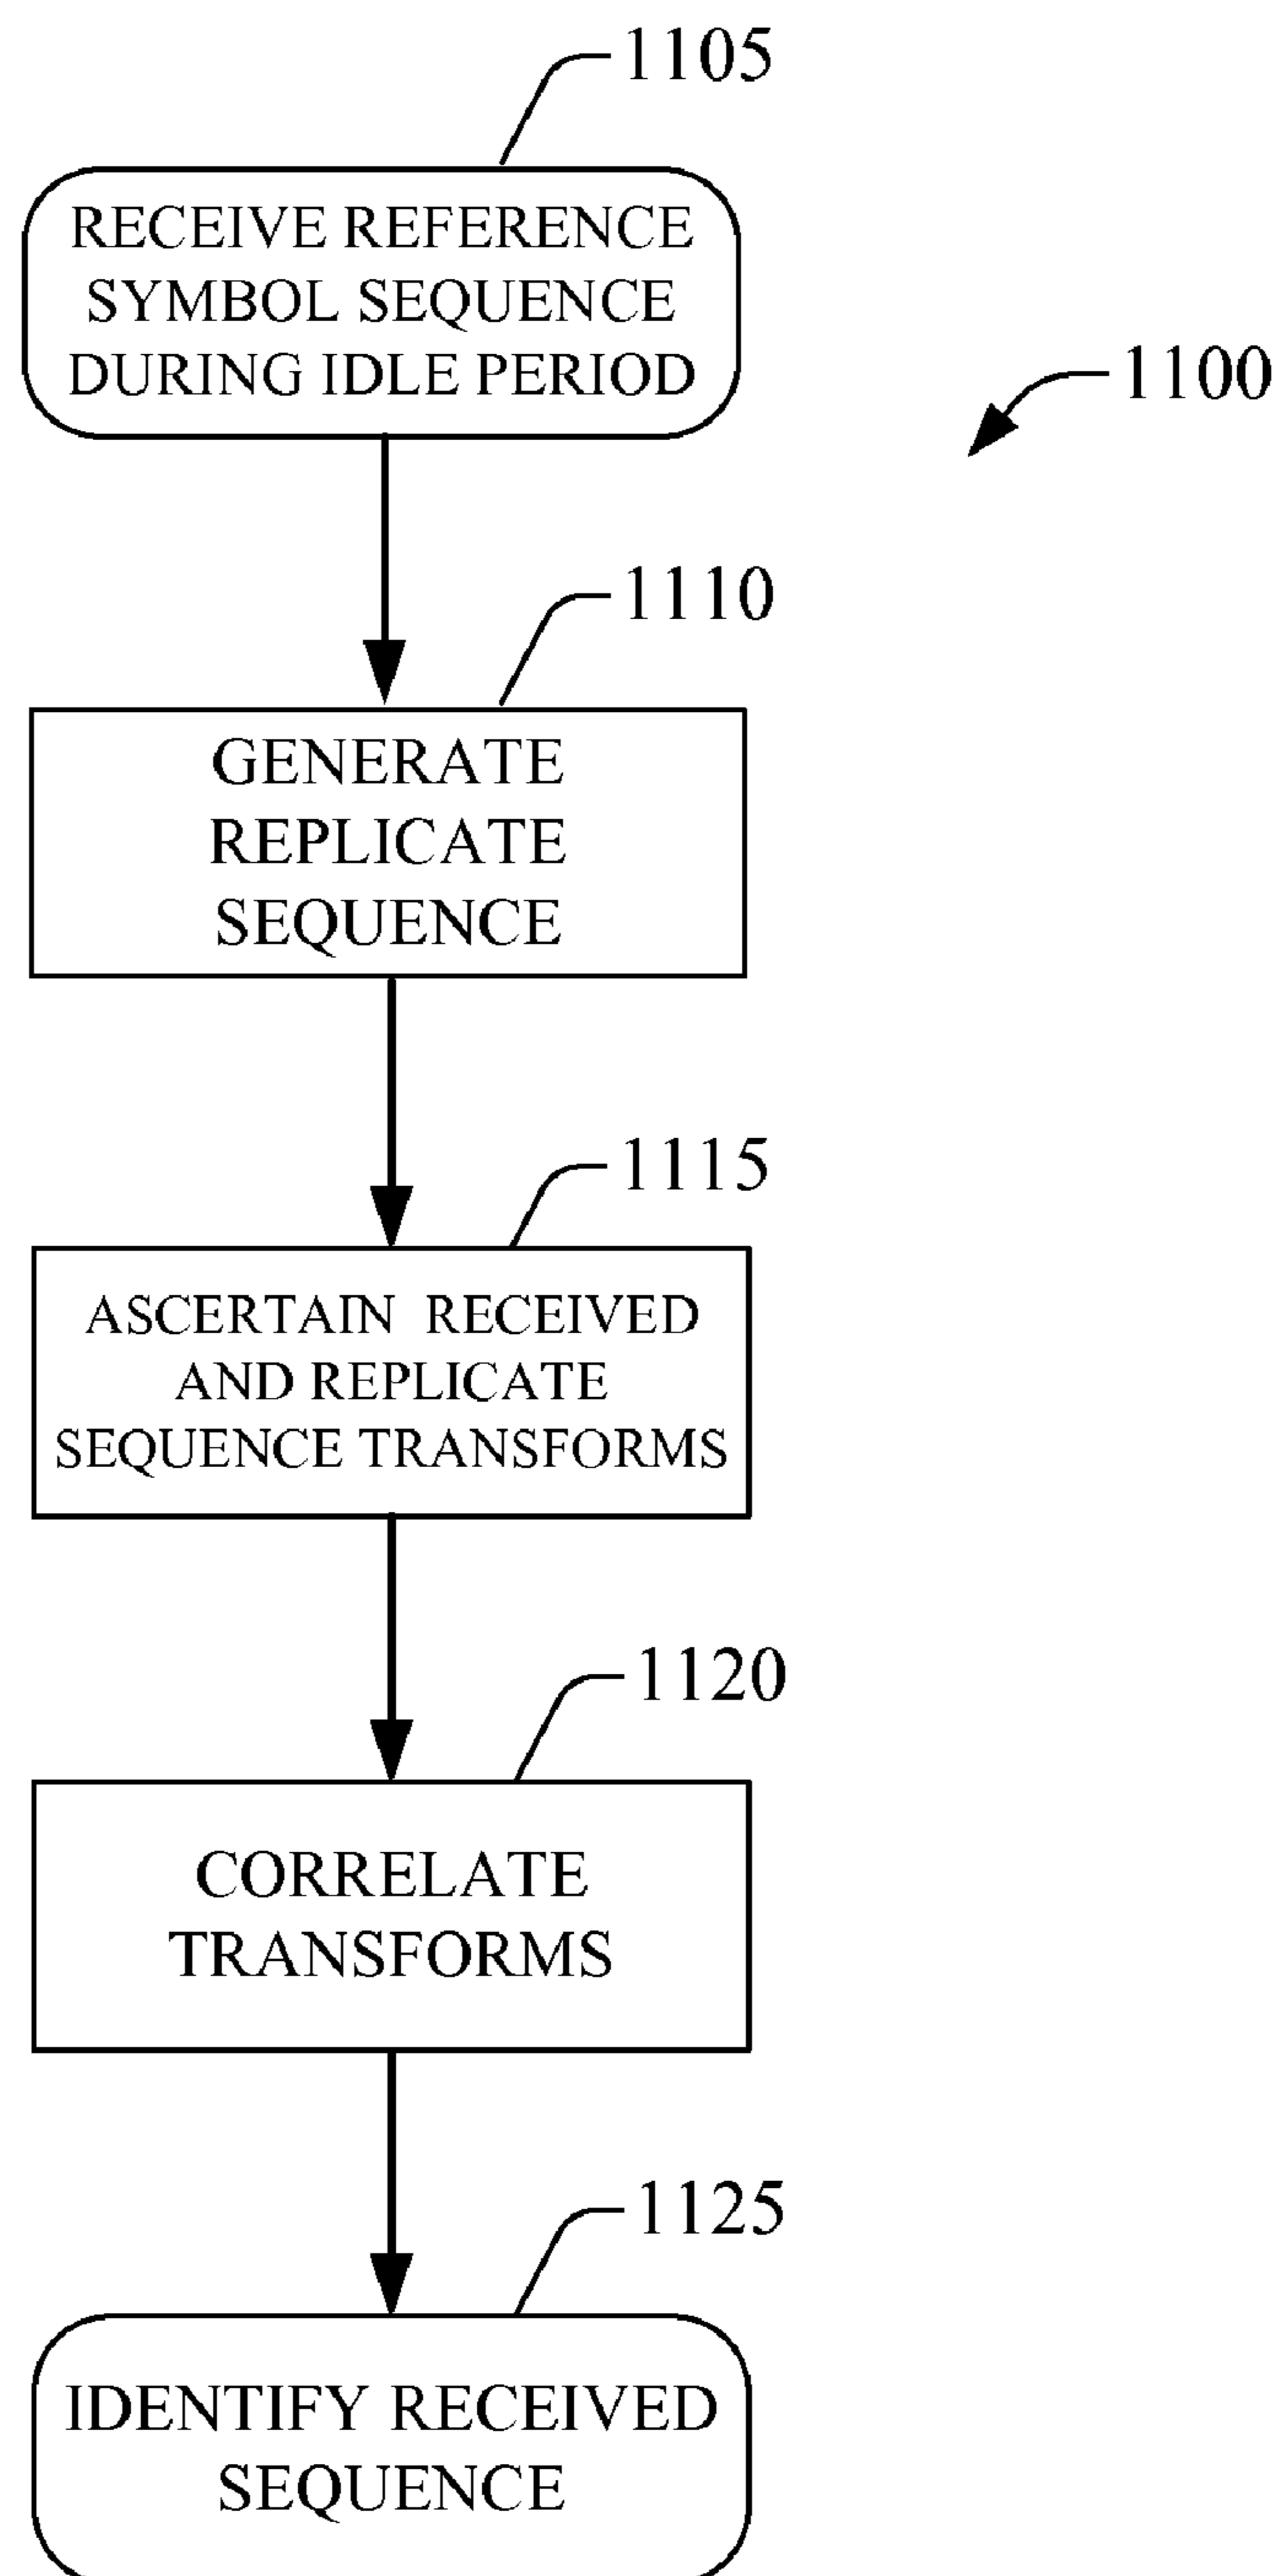 1105
RECEIVE REFERENCE
SYMBOL SEQUENCE
DURING IDLE PERIOD
1100
1110
GENERATE
REPLICATE
SEQUENCE
1115
ASCERTAIN RECEIVED
AND REPLICATE
SEQUENCE TRANSFORMS
1120
CORRELATE
TRANSFORMS
1125
IDENTIFY RECEIVED
SEQUENCE